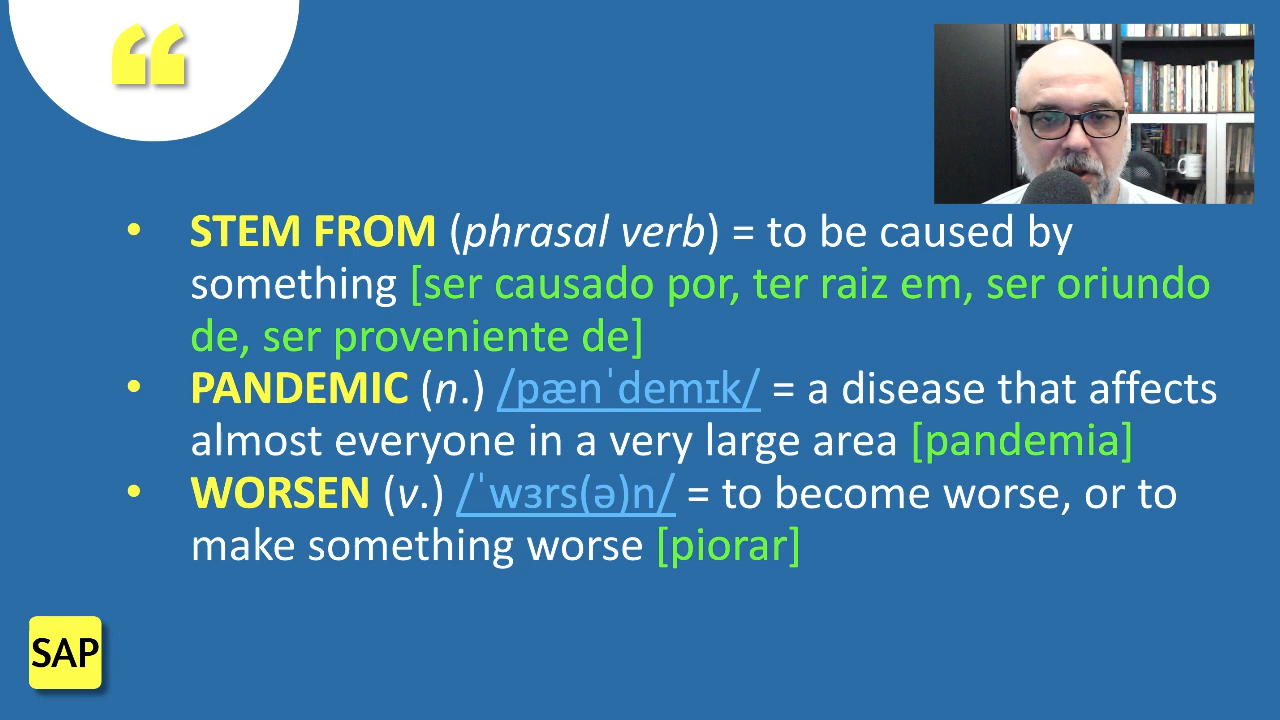 • STEM FROM (phrasal verb) = to be caused by
something [ser causado por, ter raiz em, ser oriundo
de, ser proveniente de]
• PANDEMIC (n.) /pænˈdemɪk/ = a disease that affects
almost everyone in a very large area [pandemia]
• WORSEN (v.) /ˈwɜrs(ə)n/ = to become worse, or to
make something worse [piorar]
SAP